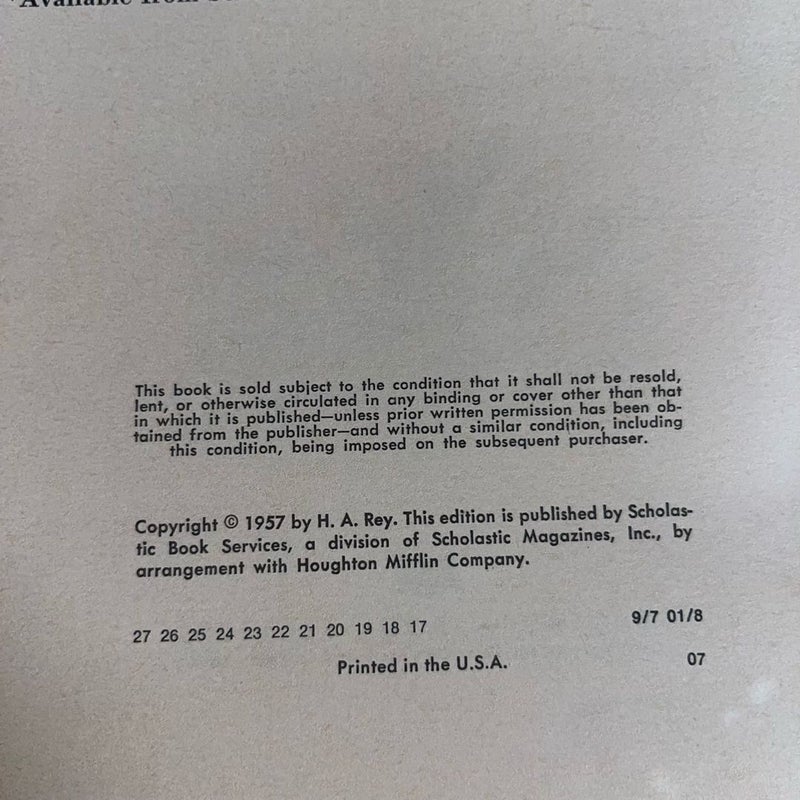 Available from
This book is sold subject to the condition that it shall not be resold,
lent, or otherwise circulated in any binding or cover other than that
in which it is published—unless prior written permission has been ob-
tained from the publisher—and without a similar condition, including
this condition, being imposed on the subsequent purchaser.
Copyright © 1957 by H. A. Rey. This edition is published by Scholas-
tic Book Services, a division of Scholastic Magazines, Inc., by
arrangement with Houghton Mifflin Company.
27 26 25 24 23 22 21 20 19 18 17 9/7 01/8
Printed in the U.S.A. 07